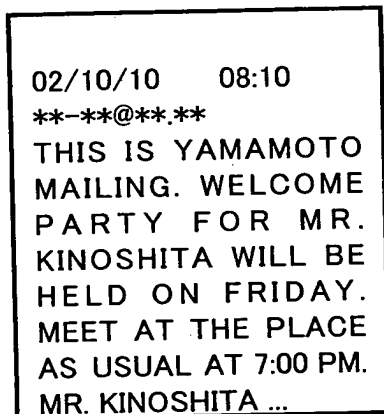 02/10/10 08:10
**-**@**.**
THIS IS YAMAMOTO
MAILING. WELCOME
PARTY FOR MR.
KINOSHITA WILL BE
HELD ON FRIDAY.
MEET AT THE PLACE
AS USUAL AT 7:00 PM.
MR. KINOSHITA ...